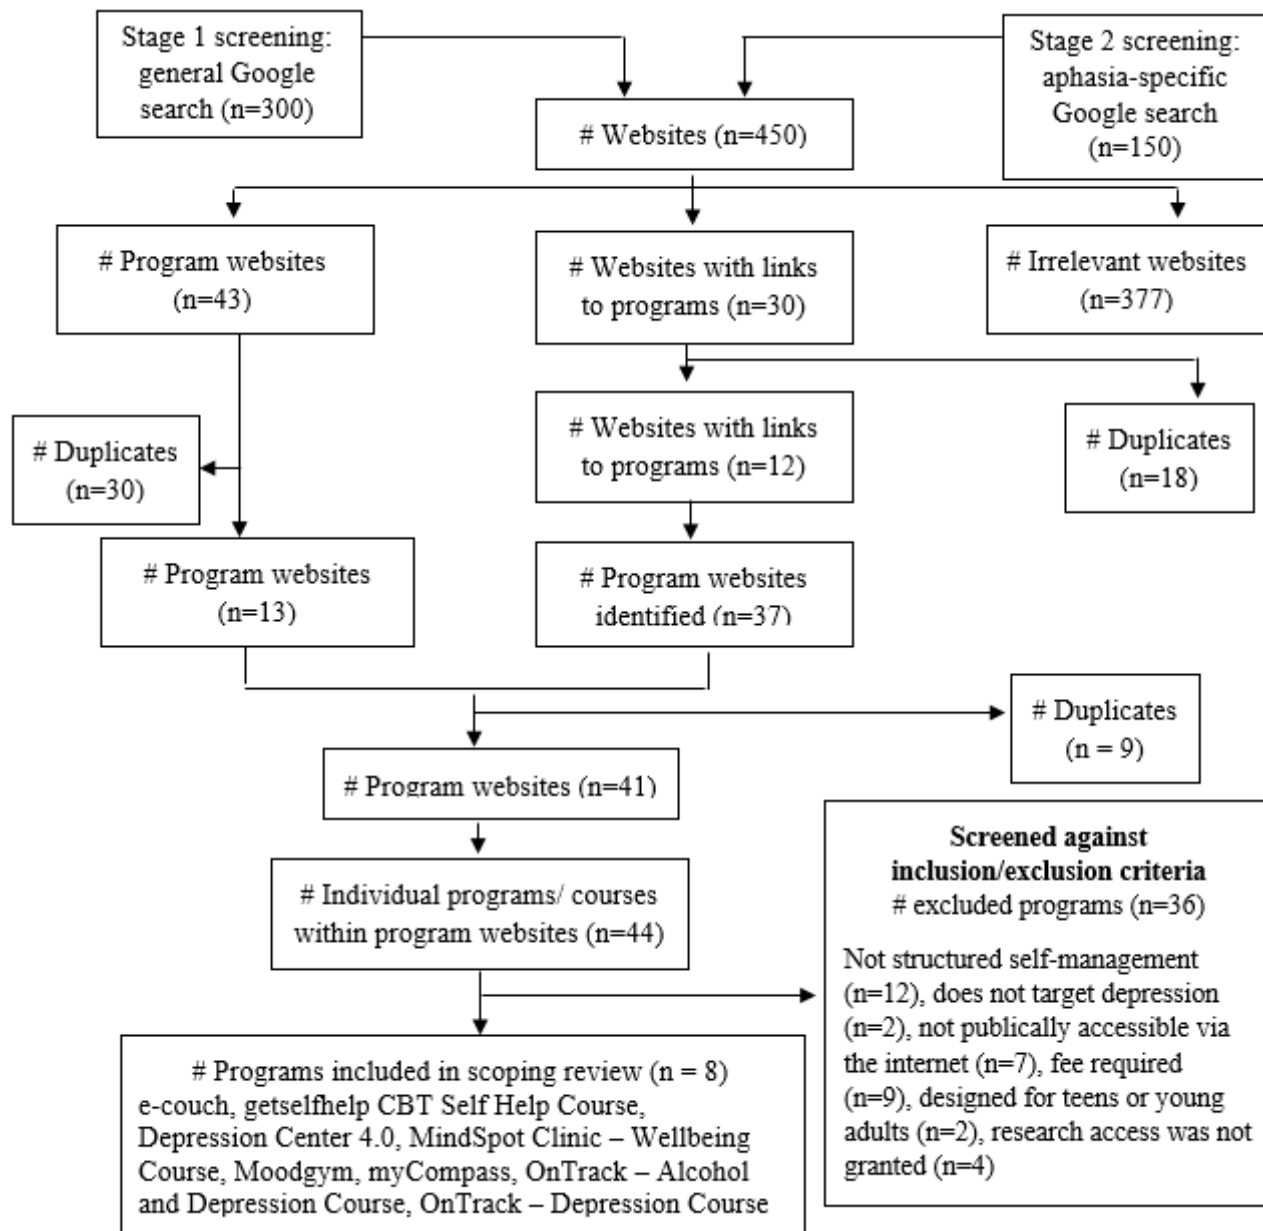 Stage 1 screening:
general Google
search (n=300)
Stage 2 screening:
aphasia-specific
Google search
(n=150)
# Websites (n=450)
# Program websites
(n=43)
# Websites with links
to programs (n=30)
# Irrelevant websites
(n=377)
# Duplicates
(n=30)
# Websites with links
to programs (n=12)
# Duplicates
(n=18)
# Program websites
(n=13)
# Program websites
identified (n=37)
# Duplicates
(n = 9)
# Program websites (n=41)
# Individual programs/ courses
within program websites (n=44)
Screened against
inclusion/exclusion criteria
# excluded programs (n=36)
Not structured self-management
(n=12), does not target depression
(n=2), not publically accessible via
the internet (n=7), fee required
(n=9), designed for teens or young
adults (n=2), research access was not
granted (n=4)
# Programs included in scoping review (n = 8)
e-couch, getselfhelp CBT Self Help Course,
Depression Center 4.0, MindSpot Clinic – Wellbeing
Course, Moodgym, myCompass, OnTrack – Alcohol
and Depression Course, OnTrack – Depression Course